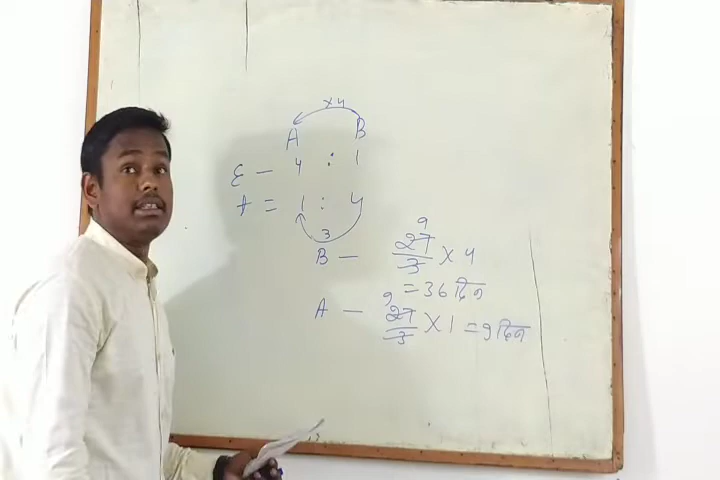 ×4
A B
E – 4 : 1
t = 1 : 4
3
B – 27/3 × 4
9
= 36 दिन
A – 27/3 × 1 = 9 दिन
9